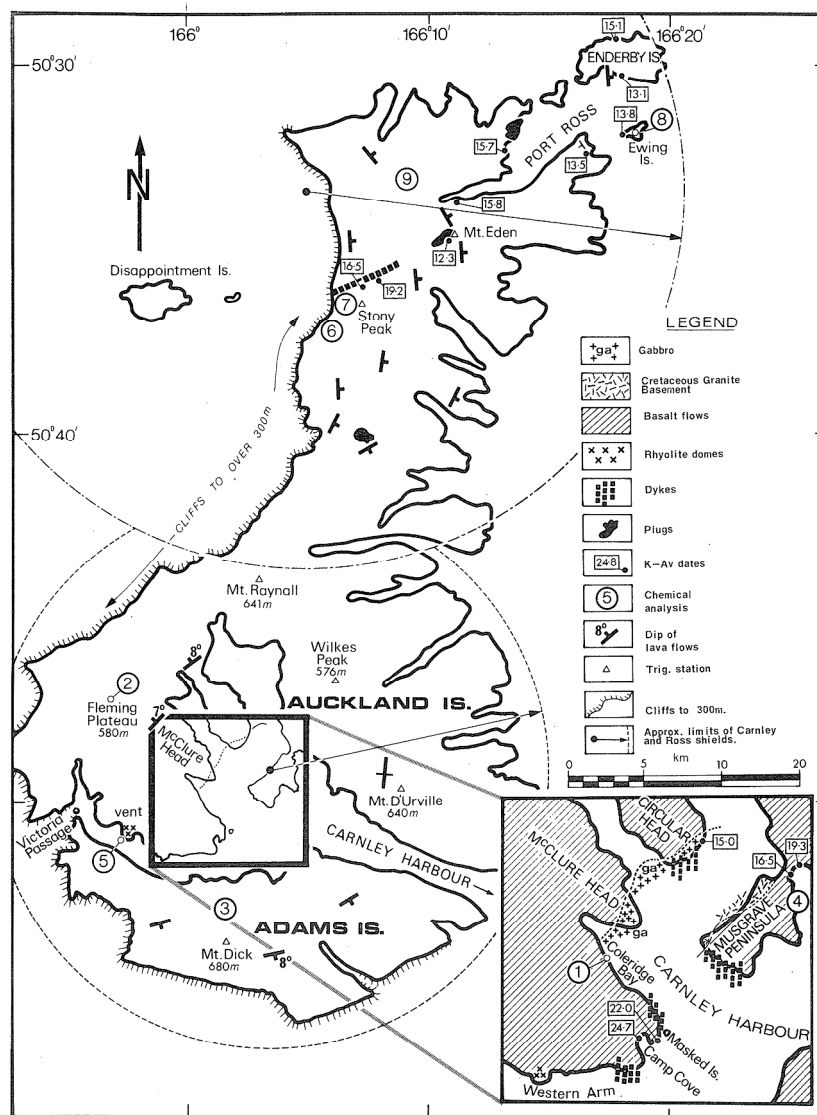 166°
166°10'
166°20'
50°30'
50°40'
N
15·1
ENDERBY IS
13·1
13·8
8
Ewing
Is.
PORT ROSS
15·7
13·5
9
15·8
Mt. Eden
12·3
Disappointment Is.
16·5
19·2
7
Stony
Peak
6
CLIFFS TO OVER 300m
LEGEND
+ga+
Gabbro
Cretaceous Granite
Basement
Basalt flows
Rhyolite domes
Dykes
Plugs
24·8
K–Av dates
5
Chemical
analysis
8°
Dip of
lava flows
Trig. station
Cliffs to 300m.
Approx. limits of Carnley
and Ross shields.
km
0 5 10 20
Mt. Raynall
641m
Wilkes
Peak
576m
8°
2
Fleming
Plateau
580m
7°
AUCKLAND IS.
McClure
Head
Mt. D'Urville
640m
Victoria
Passage
vent
5
CARNLEY HARBOUR
3
ADAMS IS.
Mt. Dick
680m
8°
CIRCULAR
HEAD
15·0
McCLURE HEAD
ga
ga
19·3
16·5
4
MUSGRAVE
PENINSULA
1
Coleridge
Bay
CARNLEY HARBOUR
22·0
24·7
Masked Is.
Camp Cove
Western Arm